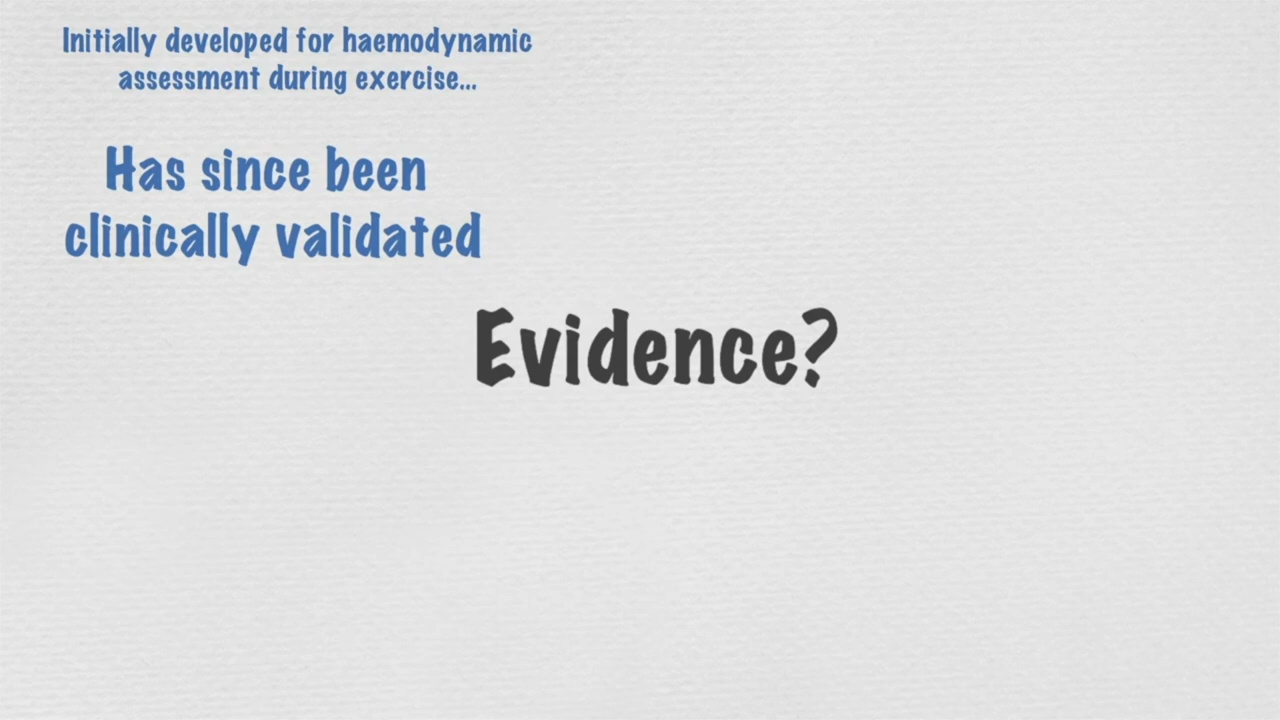 Initially developed for haemodynamic
assessment during exercise...
Has since been
clinically validated
Evidence?